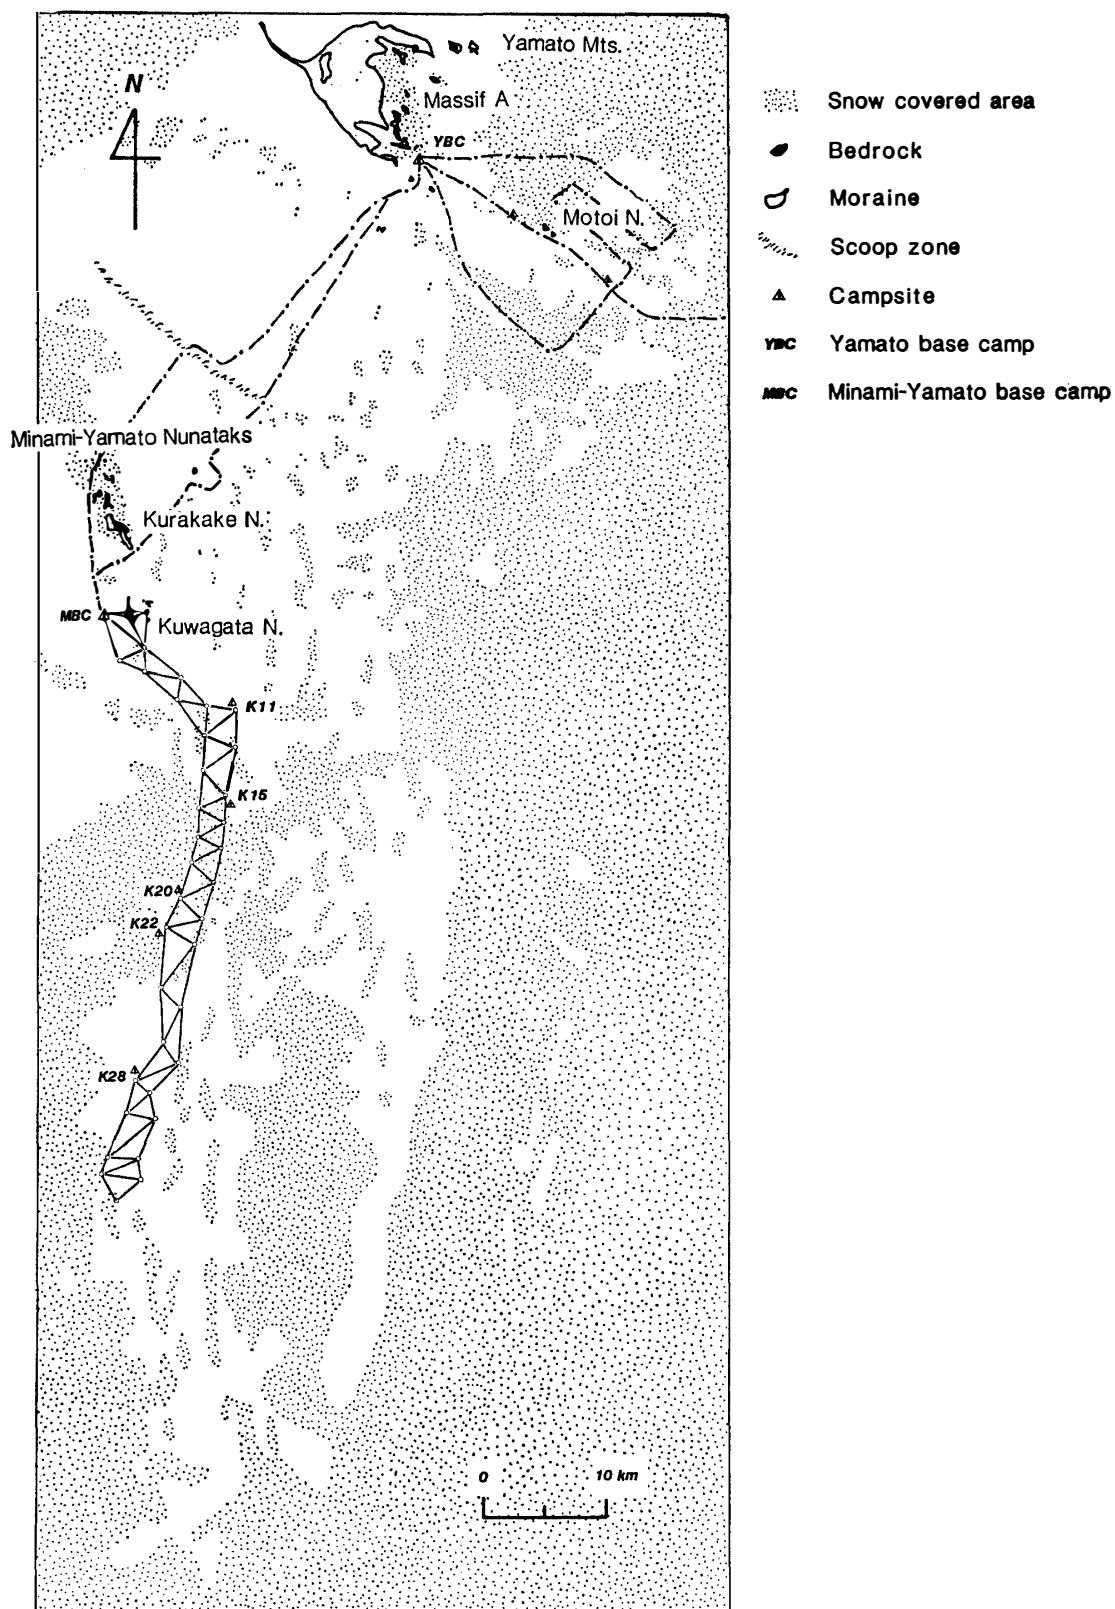 Yamato Mts.
N
Massif A
YBC
Motoi N.
Minami-Yamato Nunataks
Kurakake N.
MBC
Kuwagata N.
K11
K15
K20
K22
K28
0 10 km
Snow covered area
Bedrock
Moraine
Scoop zone
Campsite
YBC Yamato base camp
MBC Minami-Yamato base camp